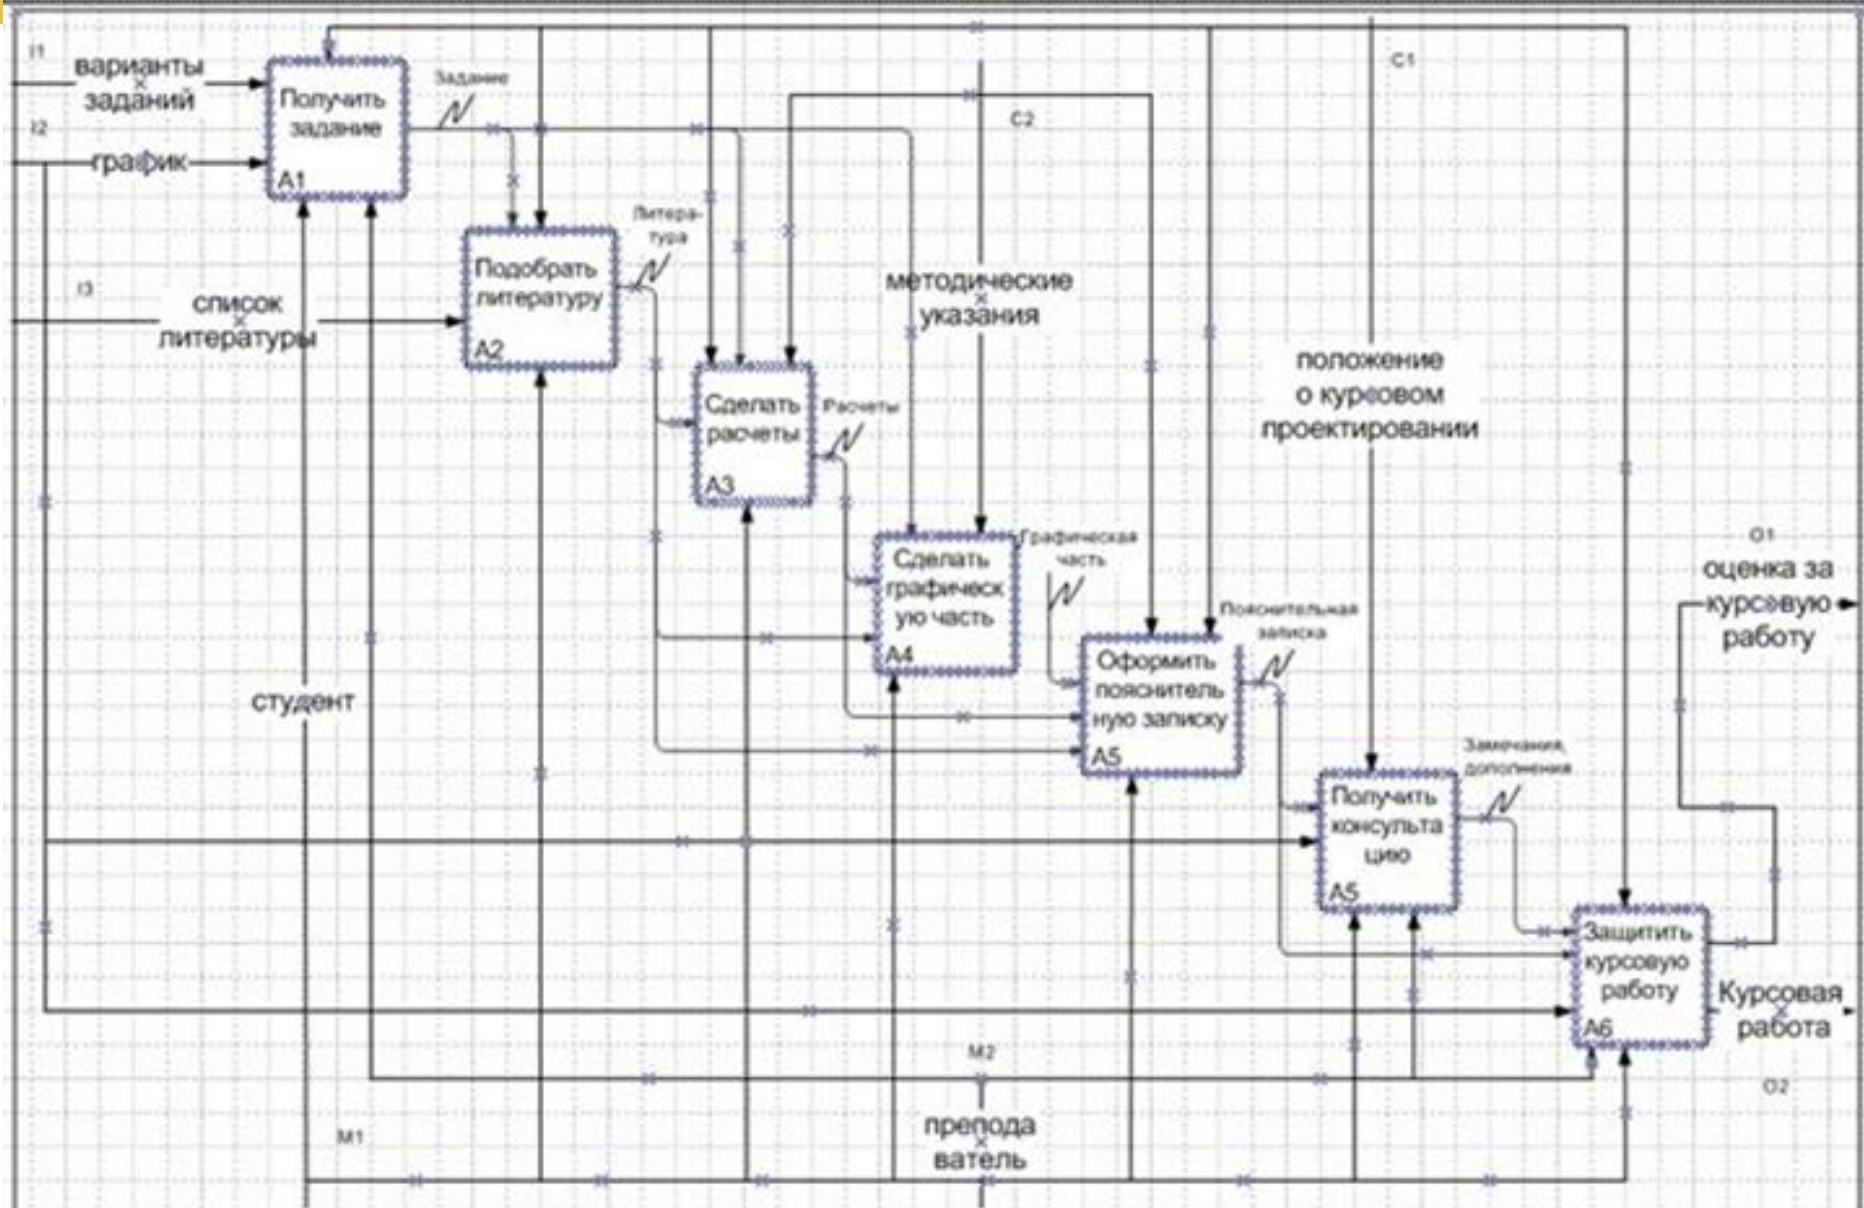 I1
варианты
заданий
I2
график
Получить
задание
A1
Задание
C1
C2
I3
список
литературы
Подобрать
литературу
A2
Литера-
тура
методические
указания
Сделать
расчеты
A3
Расчеты
положение
о курсовом
проектировании
Сделать
графическ
ую часть
A4
Графическая
часть
O1
оценка за
курсовую
работу
Пояснительная
записка
Оформить
пояснитель
ную записку
A5
студент
Замечания,
дополнения
Получить
консульта
цию
A5
Защитить
курсовую
работу
A6
Курсовая
работа
O2
M2
препода
ватель
M1